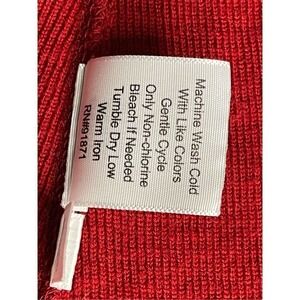 Machine Wash Cold
With Like Colors
Gentle Cycle
Only Non-chlorine
Bleach If Needed
Tumble Dry Low
Warm Iron
RN#91871